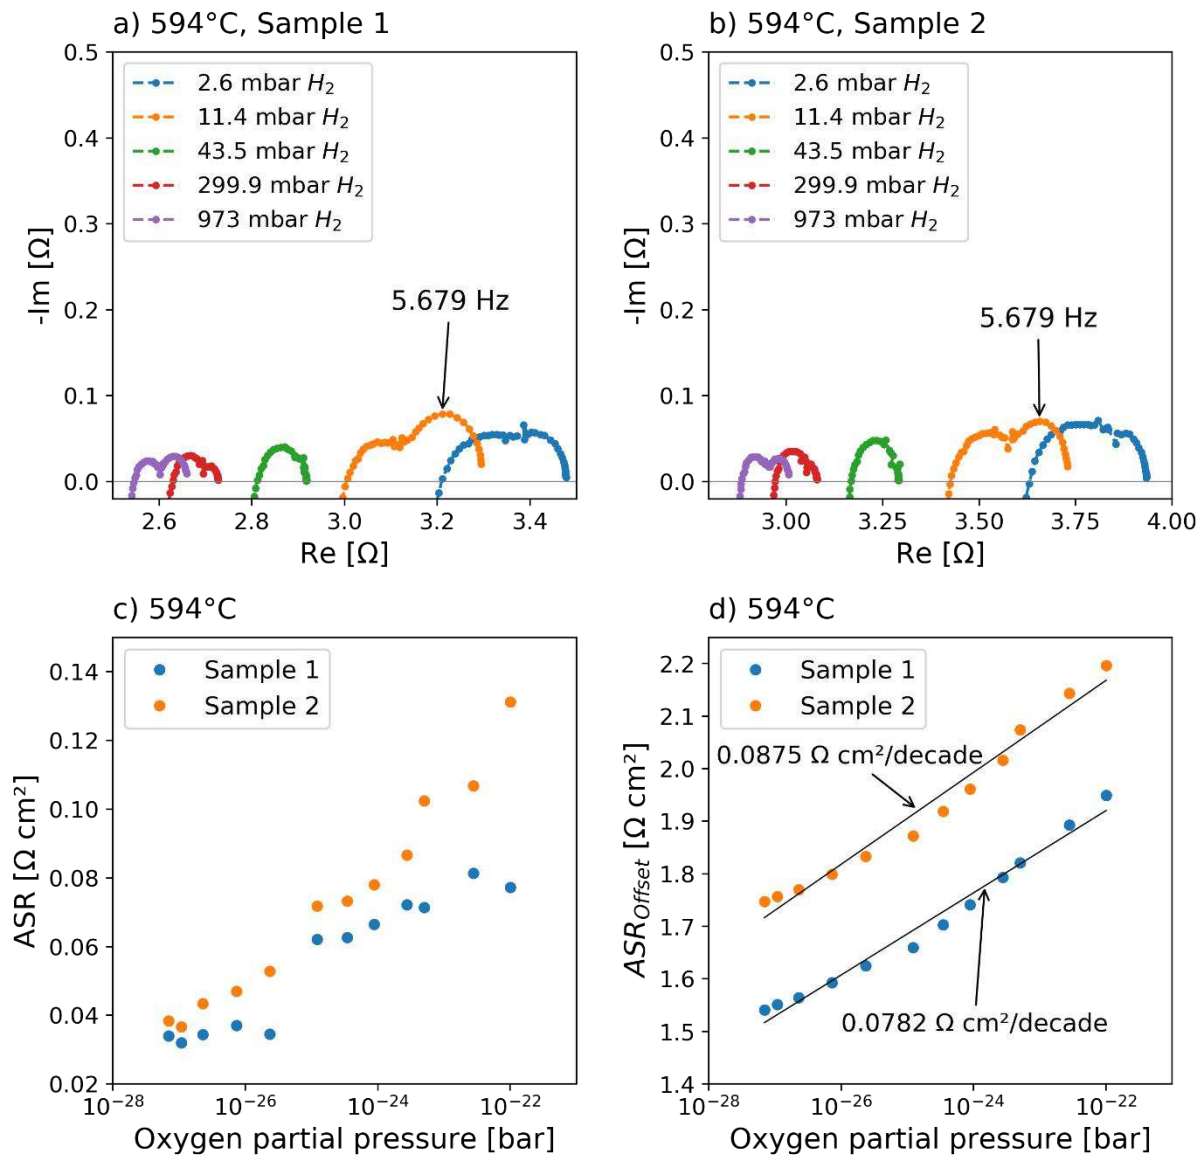 a) 594°C, Sample 1
0.5
0.4
0.3
0.2
0.1
0.0
-Im [Ω]
2.6 mbar H₂
11.4 mbar H₂
43.5 mbar H₂
299.9 mbar H₂
973 mbar H₂
5.679 Hz
2.6 2.8 3.0 3.2 3.4
Re [Ω]
b) 594°C, Sample 2
0.5
0.4
0.3
0.2
0.1
0.0
-Im [Ω]
2.6 mbar H₂
11.4 mbar H₂
43.5 mbar H₂
299.9 mbar H₂
973 mbar H₂
5.679 Hz
3.00 3.25 3.50 3.75 4.00
Re [Ω]
c) 594°C
0.14
0.12
0.10
0.08
0.06
0.04
0.02
ASR [Ω cm²]
Sample 1
Sample 2
10⁻²⁸ 10⁻²⁶ 10⁻²⁴ 10⁻²²
Oxygen partial pressure [bar]
d) 594°C
2.2
2.1
2.0
1.9
1.8
1.7
1.6
1.5
1.4
ASR_Offset [Ω cm²]
Sample 1
Sample 2
0.0875 Ω cm²/decade
0.0782 Ω cm²/decade
10⁻²⁸ 10⁻²⁶ 10⁻²⁴ 10⁻²²
Oxygen partial pressure [bar]